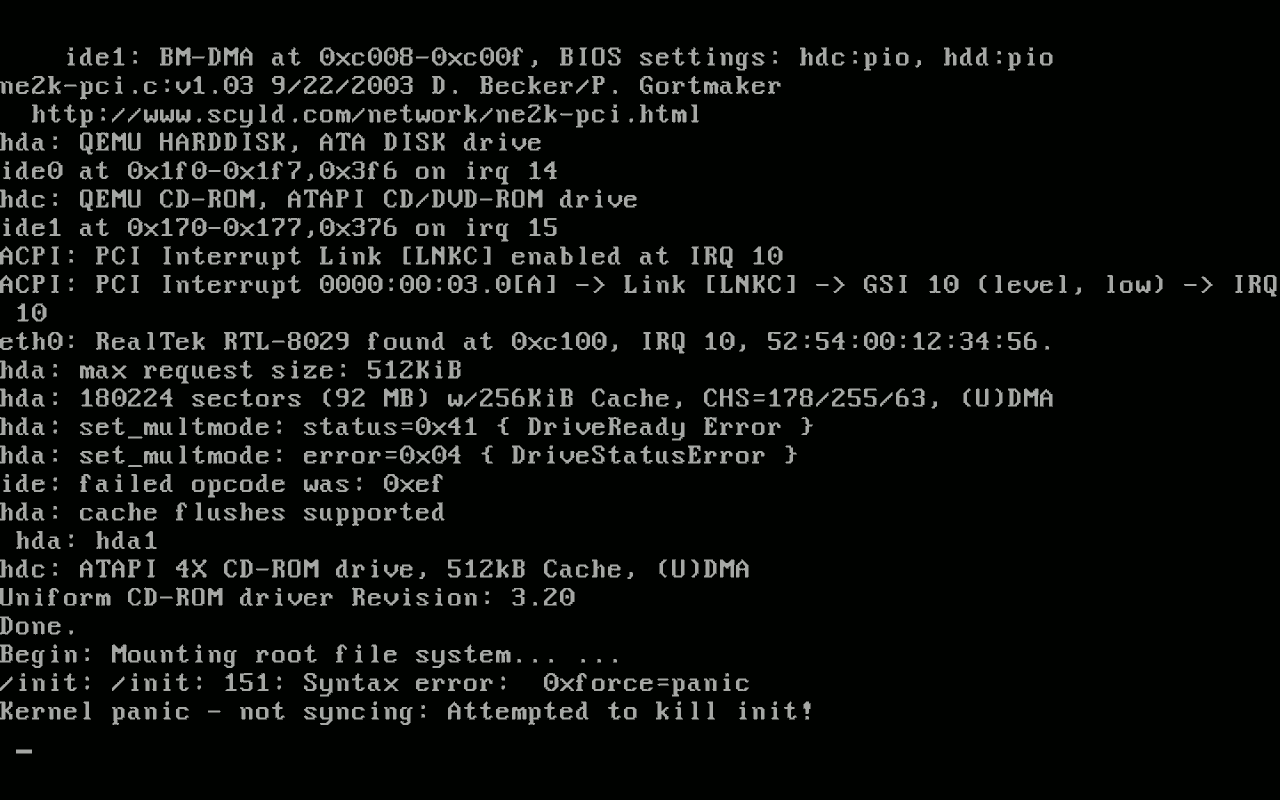 ide1: BM-DMA at 0xc008-0xc00f, BIOS settings: hdc:pio, hdd:pio
ne2k-pci.c:v1.03 9/22/2003 D. Becker/P. Gortmaker
http://www.scyld.com/network/ne2k-pci.html
hda: QEMU HARDDISK, ATA DISK drive
ide0 at 0x1f0-0x1f7,0x3f6 on irq 14
hdc: QEMU CD-ROM, ATAPI CD/DVD-ROM drive
ide1 at 0x170-0x177,0x376 on irq 15
ACPI: PCI Interrupt Link [LNKC] enabled at IRQ 10
ACPI: PCI Interrupt 0000:00:03.0[A] -> Link [LNKC] -> GSI 10 (level, low) -> IRQ
10
eth0: RealTek RTL-8029 found at 0xc100, IRQ 10, 52:54:00:12:34:56.
hda: max request size: 512KiB
hda: 180224 sectors (92 MB) w/256KiB Cache, CHS=178/255/63, (U)DMA
hda: set_multmode: status=0x41 { DriveReady Error }
hda: set_multmode: error=0x04 { DriveStatusError }
ide: failed opcode was: 0xef
hda: cache flushes supported
hda: hda1
hdc: ATAPI 4X CD-ROM drive, 512kB Cache, (U)DMA
Uniform CD-ROM driver Revision: 3.20
Done.
Begin: Mounting root file system... ...
/init: /init: 151: Syntax error:  0xforce=panic
Kernel panic - not syncing: Attempted to kill init!
_